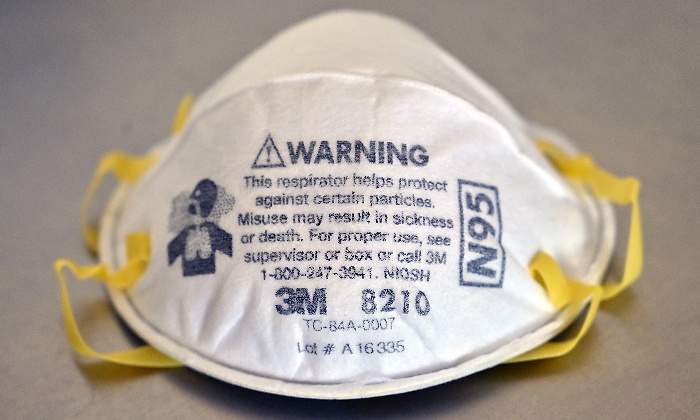 ⚠WARNING
This respirator helps protect
against certain particles.
Misuse may result in sickness
or death. For proper use, see
supervisor or box or call 3M
1-800-247-3941. NIOSH
3M 8210
TC-84A-0007
Lot # A16335
N95